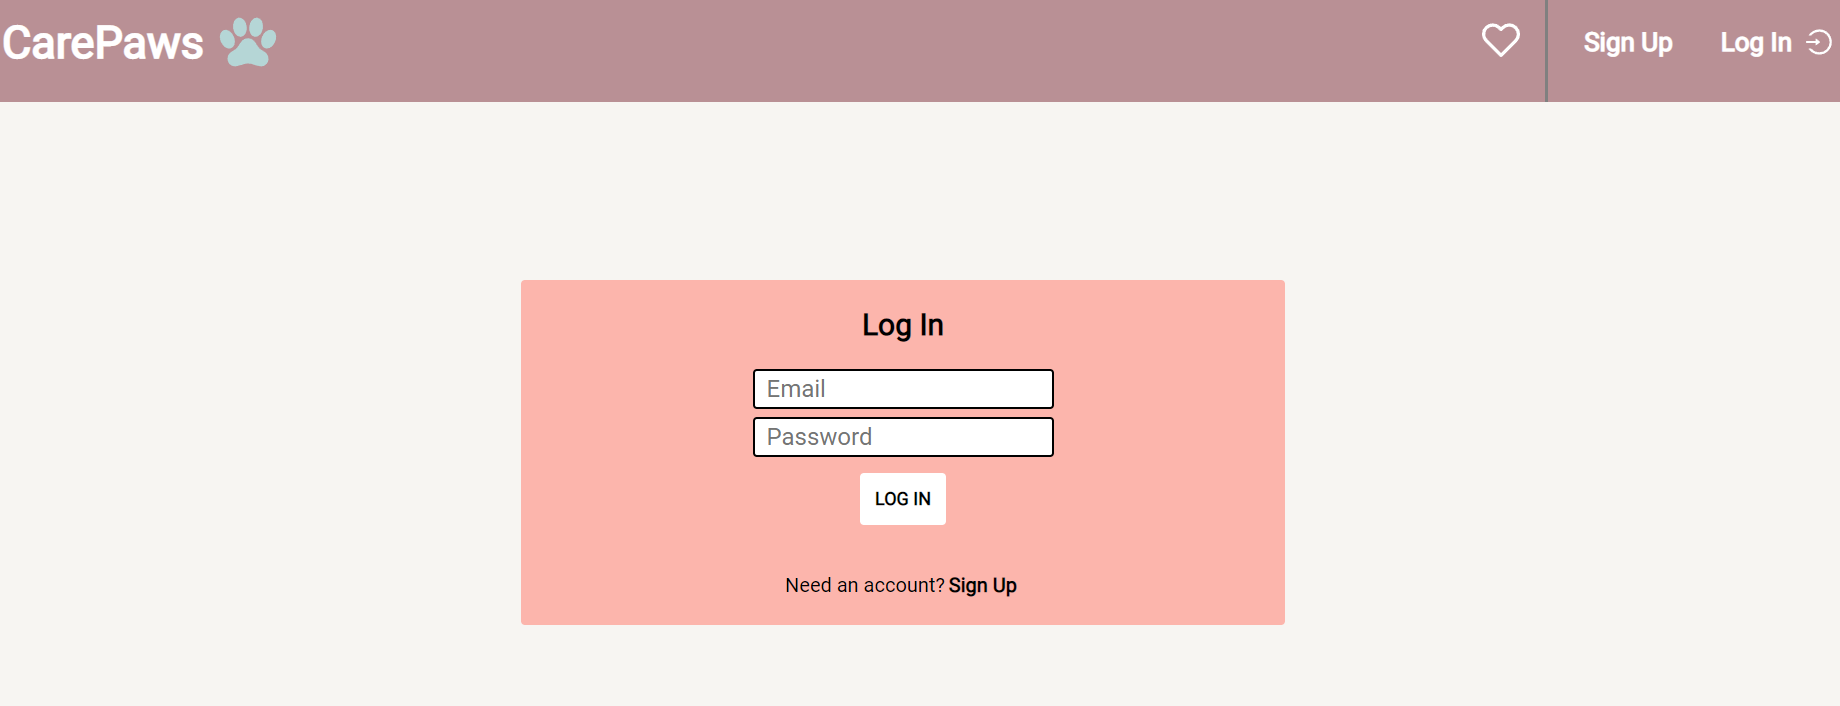 CarePaws
Sign Up
Log In
Log In
Email
Password
LOG IN
Need an account? Sign Up